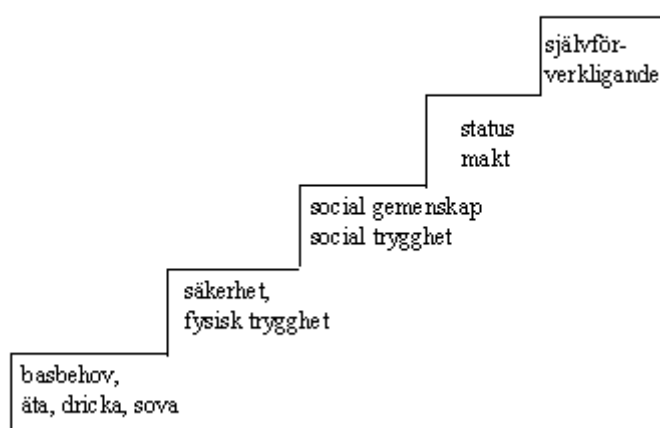 självför-
verkligande
status
makt
social gemenskap
social trygghet
säkerhet,
fysisk trygghet
basbehov,
äta, dricka, sova